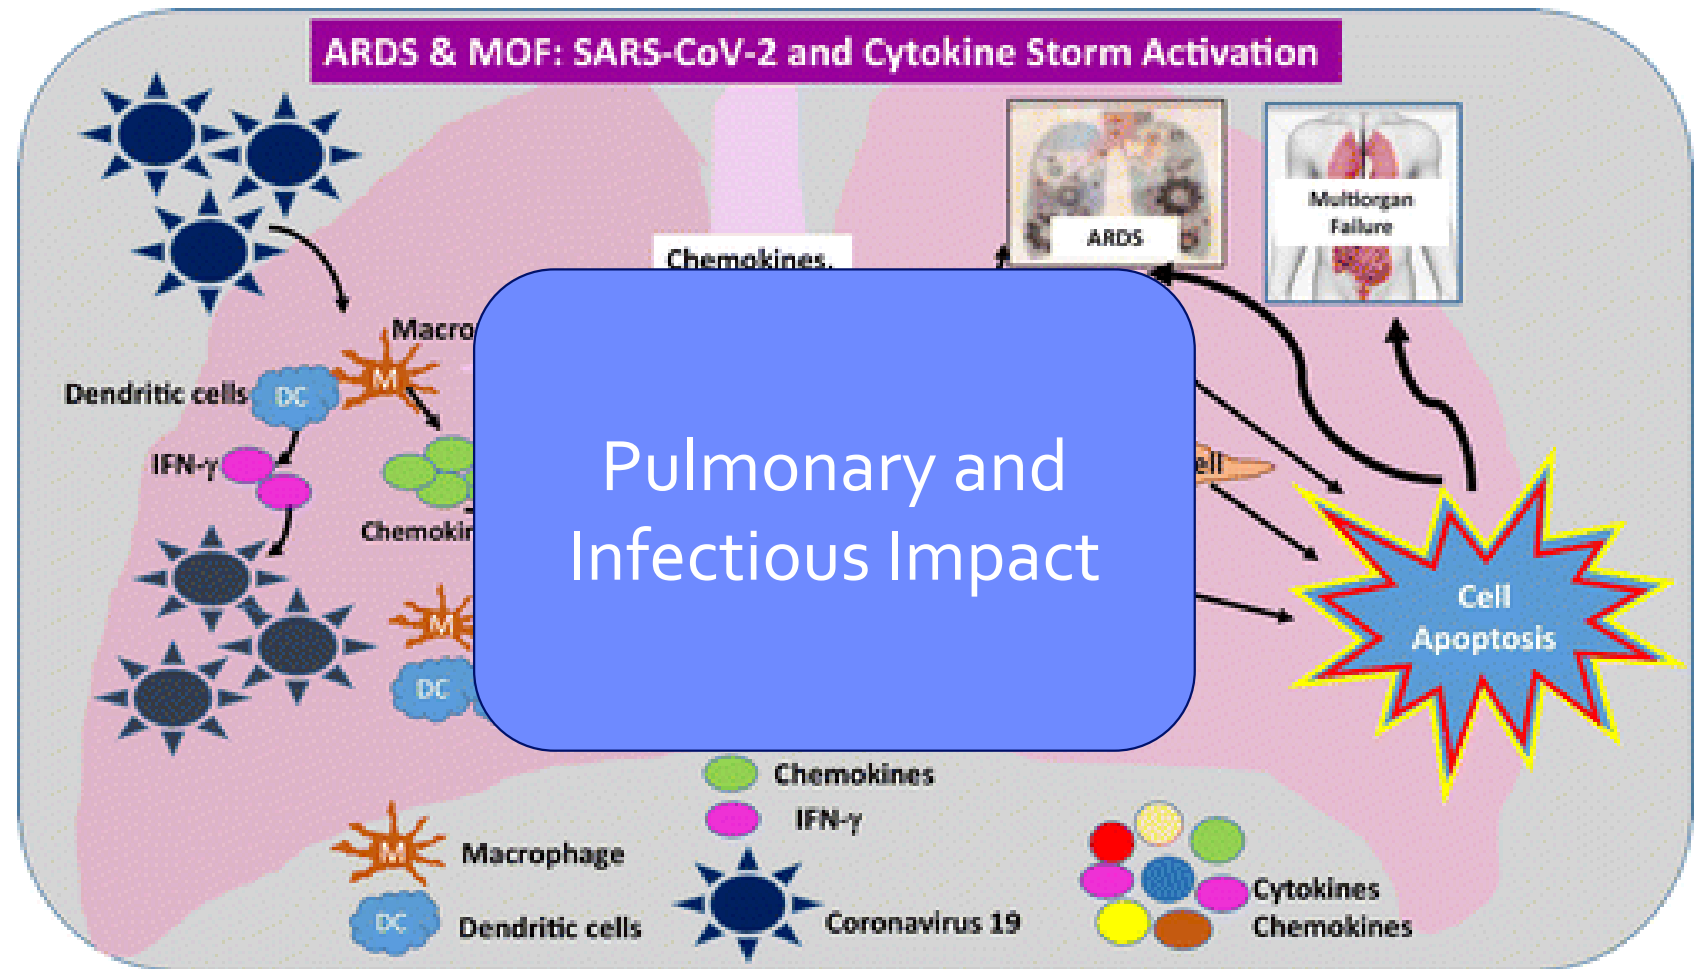 ARDS & MOF: SARS-CoV-2 and Cytokine Storm Activation
ARDS
Multiorgan
Failure
Chemokines,
Macro
M
Dendritic cells
DC
IFN-γ
Chemokin
ell
Pulmonary and
Infectious Impact
Cell
Apoptosis
M
DC
Chemokines
IFN-γ
M
Macrophage
DC
Dendritic cells
Coronavirus 19
Cytokines
Chemokines